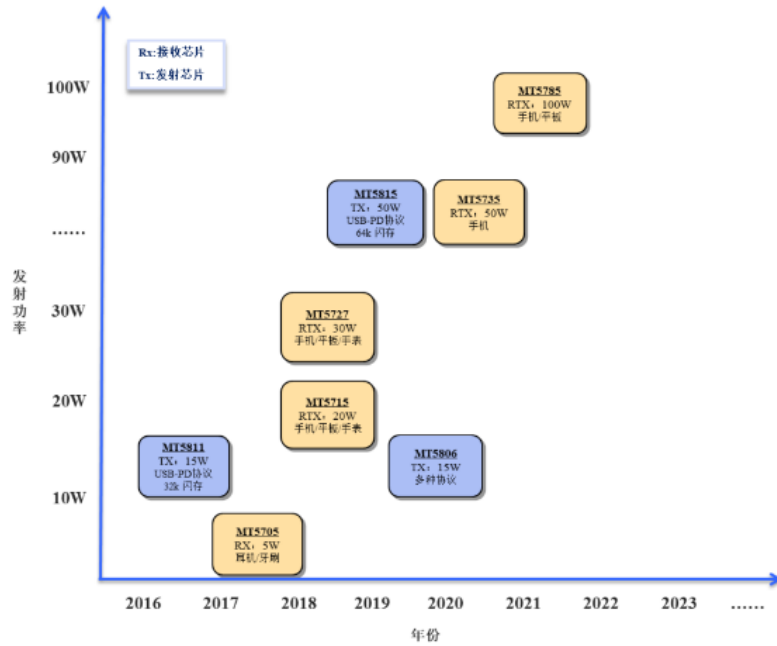 Rx:接收芯片
Tx:发射芯片
100W
90W
......
30W
20W
10W
发射功率
MT5785
RTX：100W
手机/平板
MT5815
TX：50W
USB-PD协议
64k 闪存
MT5735
RTX：50W
手机
MT5727
RTX：30W
手机/平板/手表
MT5715
RTX：20W
手机/平板/手表
MT5811
TX：15W
USB-PD协议
32k 闪存
MT5806
TX：15W
多种协议
MT5705
RX：5W
耳机/牙刷
2016 2017 2018 2019 2020 2021 2022 2023 ......
年份